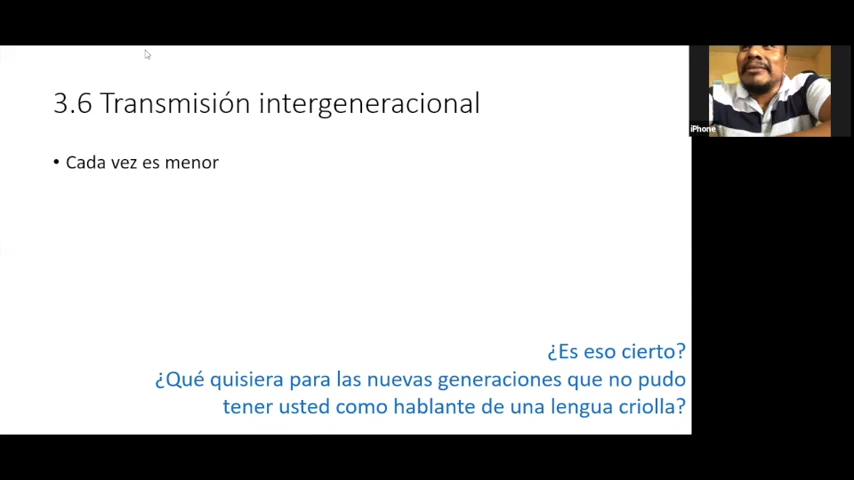 3.6 Transmisión intergeneracional
• Cada vez es menor
¿Es eso cierto?
¿Qué quisiera para las nuevas generaciones que no pudo
tener usted como hablante de una lengua criolla?
iPhone